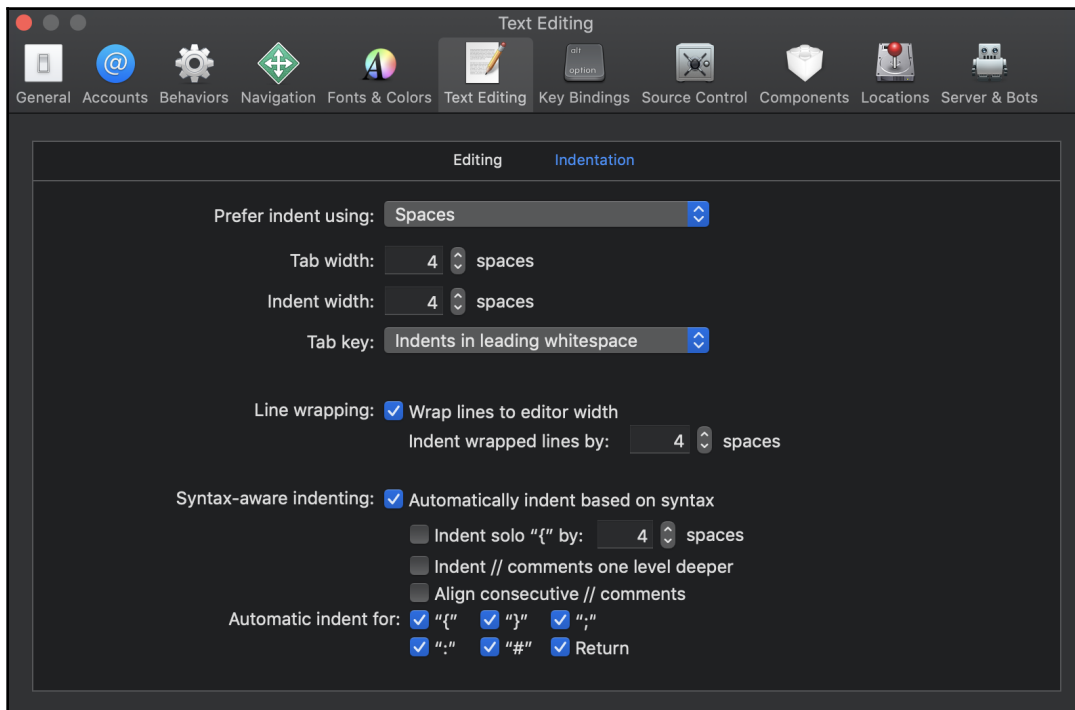 Text Editing
alt
option
General Accounts Behaviors Navigation Fonts & Colors Text Editing Key Bindings Source Control Components Locations Server & Bots
Editing Indentation
Prefer indent using: Spaces
Tab width: 4 spaces
Indent width: 4 spaces
Tab key: Indents in leading whitespace
Line wrapping: Wrap lines to editor width
Indent wrapped lines by: 4 spaces
Syntax-aware indenting: Automatically indent based on syntax
Indent solo “{” by: 4 spaces
Indent // comments one level deeper
Align consecutive // comments
Automatic indent for: “{” “}” “;”
“:” “#” Return